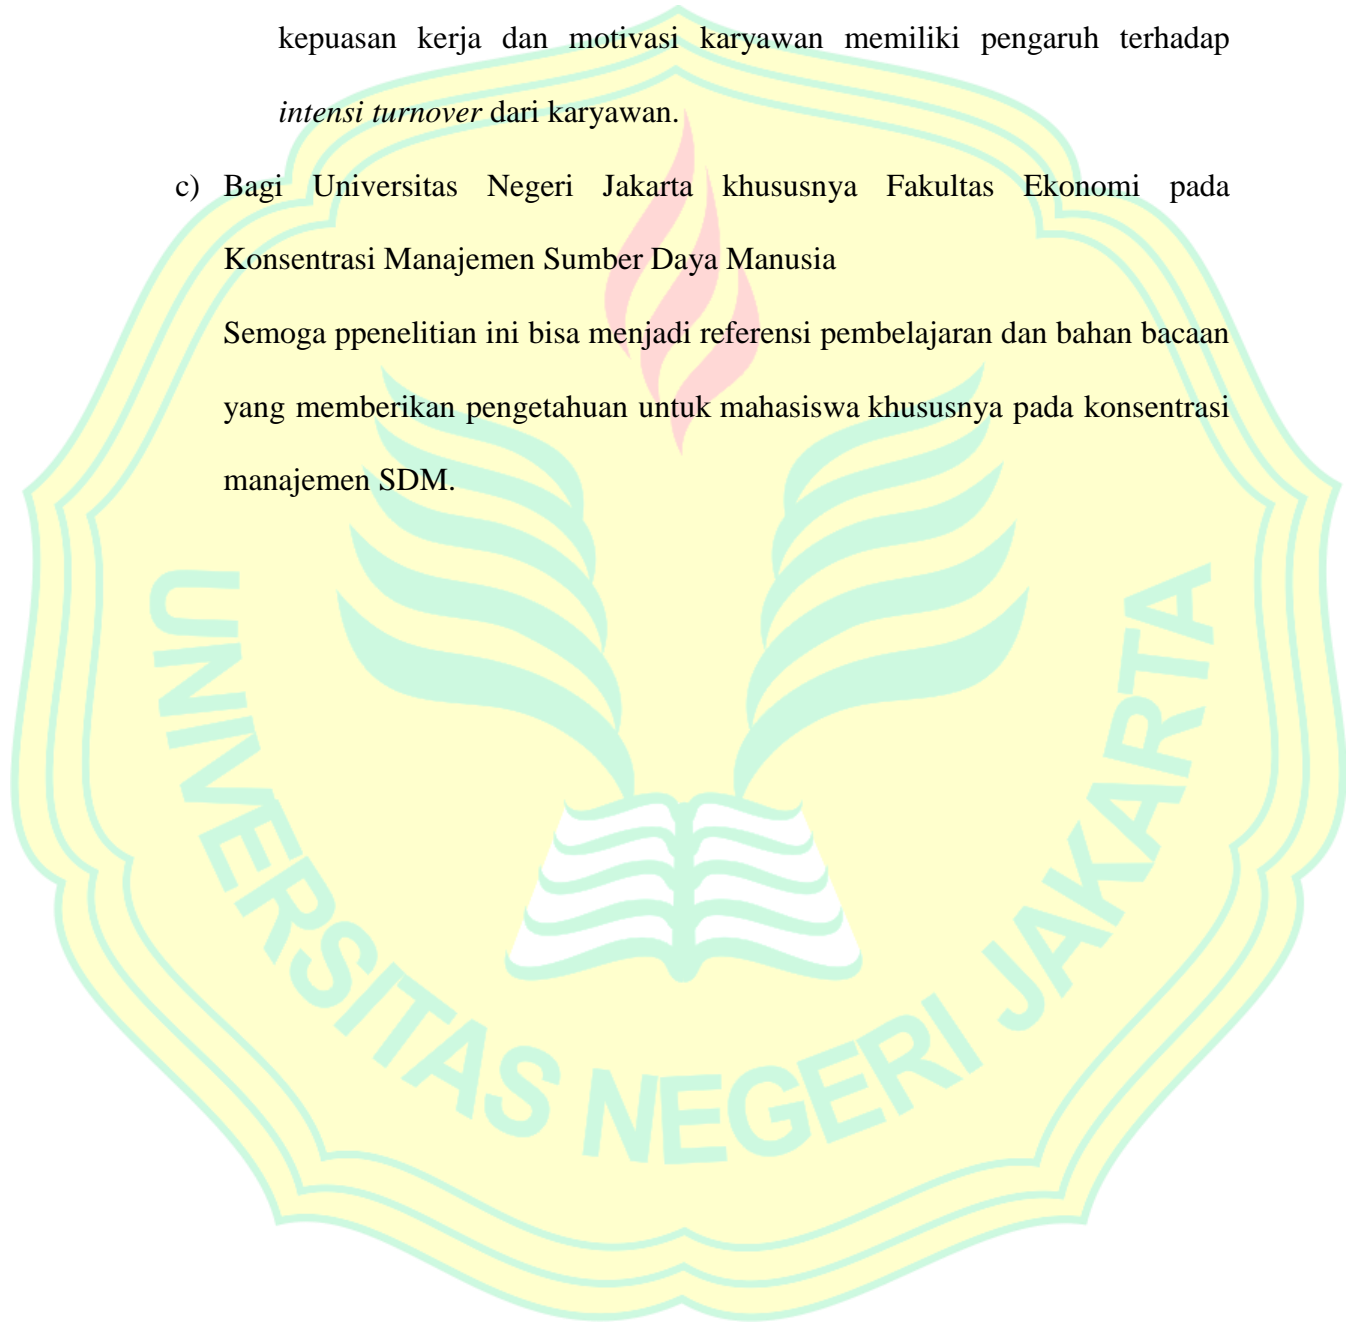 kepuasan kerja dan motivasi karyawan memiliki pengaruh terhadap
intensi turnover dari karyawan.
c) Bagi Universitas Negeri Jakarta khususnya Fakultas Ekonomi pada
Konsentrasi Manajemen Sumber Daya Manusia
Semoga ppenelitian ini bisa menjadi referensi pembelajaran dan bahan bacaan
yang memberikan pengetahuan untuk mahasiswa khususnya pada konsentrasi
manajemen SDM.
UNIVERSITAS NEGERI JAKARTA